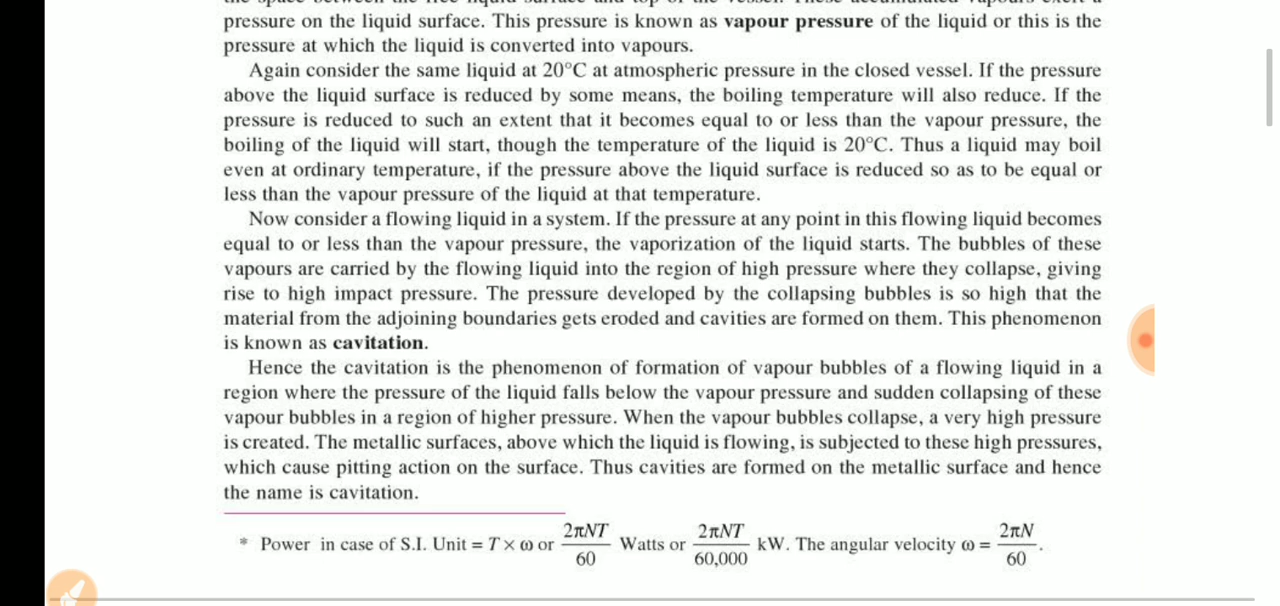 pressure on the liquid surface. This pressure is known as vapour pressure of the liquid or this is the
pressure at which the liquid is converted into vapours.
Again consider the same liquid at 20°C at atmospheric pressure in the closed vessel. If the pressure
above the liquid surface is reduced by some means, the boiling temperature will also reduce. If the
pressure is reduced to such an extent that it becomes equal to or less than the vapour pressure, the
boiling of the liquid will start, though the temperature of the liquid is 20°C. Thus a liquid may boil
even at ordinary temperature, if the pressure above the liquid surface is reduced so as to be equal or
less than the vapour pressure of the liquid at that temperature.
Now consider a flowing liquid in a system. If the pressure at any point in this flowing liquid becomes
equal to or less than the vapour pressure, the vaporization of the liquid starts. The bubbles of these
vapours are carried by the flowing liquid into the region of high pressure where they collapse, giving
rise to high impact pressure. The pressure developed by the collapsing bubbles is so high that the
material from the adjoining boundaries gets eroded and cavities are formed on them. This phenomenon
is known as cavitation.
Hence the cavitation is the phenomenon of formation of vapour bubbles of a flowing liquid in a
region where the pressure of the liquid falls below the vapour pressure and sudden collapsing of these
vapour bubbles in a region of higher pressure. When the vapour bubbles collapse, a very high pressure
is created. The metallic surfaces, above which the liquid is flowing, is subjected to these high pressures,
which cause pitting action on the surface. Thus cavities are formed on the metallic surface and hence
the name is cavitation.
* Power in case of S.I. Unit = T × ω or 2πNT/60 Watts or 2πNT/60,000 kW. The angular velocity ω = 2πN/60.